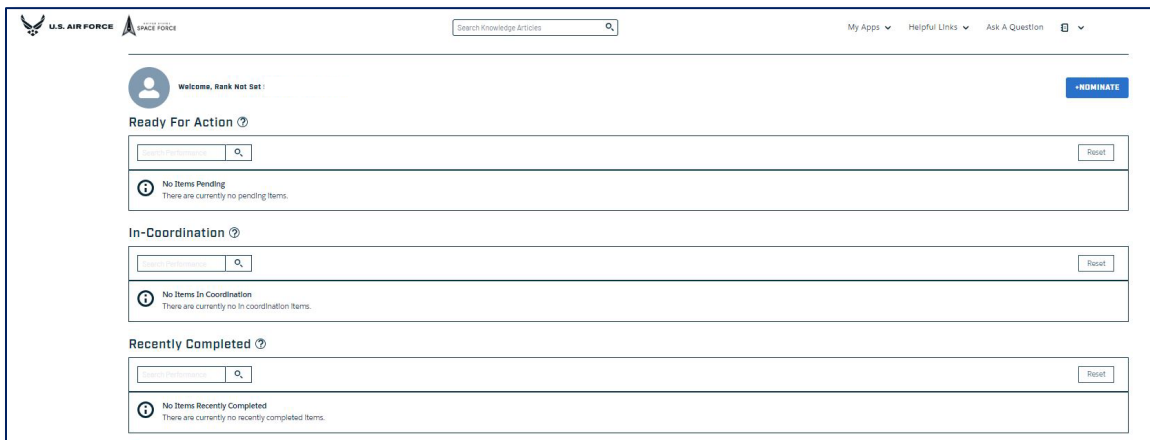 U.S. AIR FORCE
UNITED STATES
SPACE FORCE
Search Knowledge Articles
My Apps
Helpful Links
Ask A Question
Welcome, Rank Not Set
+NOMINATE
Ready For Action
Search Performance
Reset
No Items Pending
There are currently no pending items.
In-Coordination
Search Performance
Reset
No Items In Coordination
There are currently no in coordination items.
Recently Completed
Search Performance
Reset
No Items Recently Completed
There are currently no recently completed items.